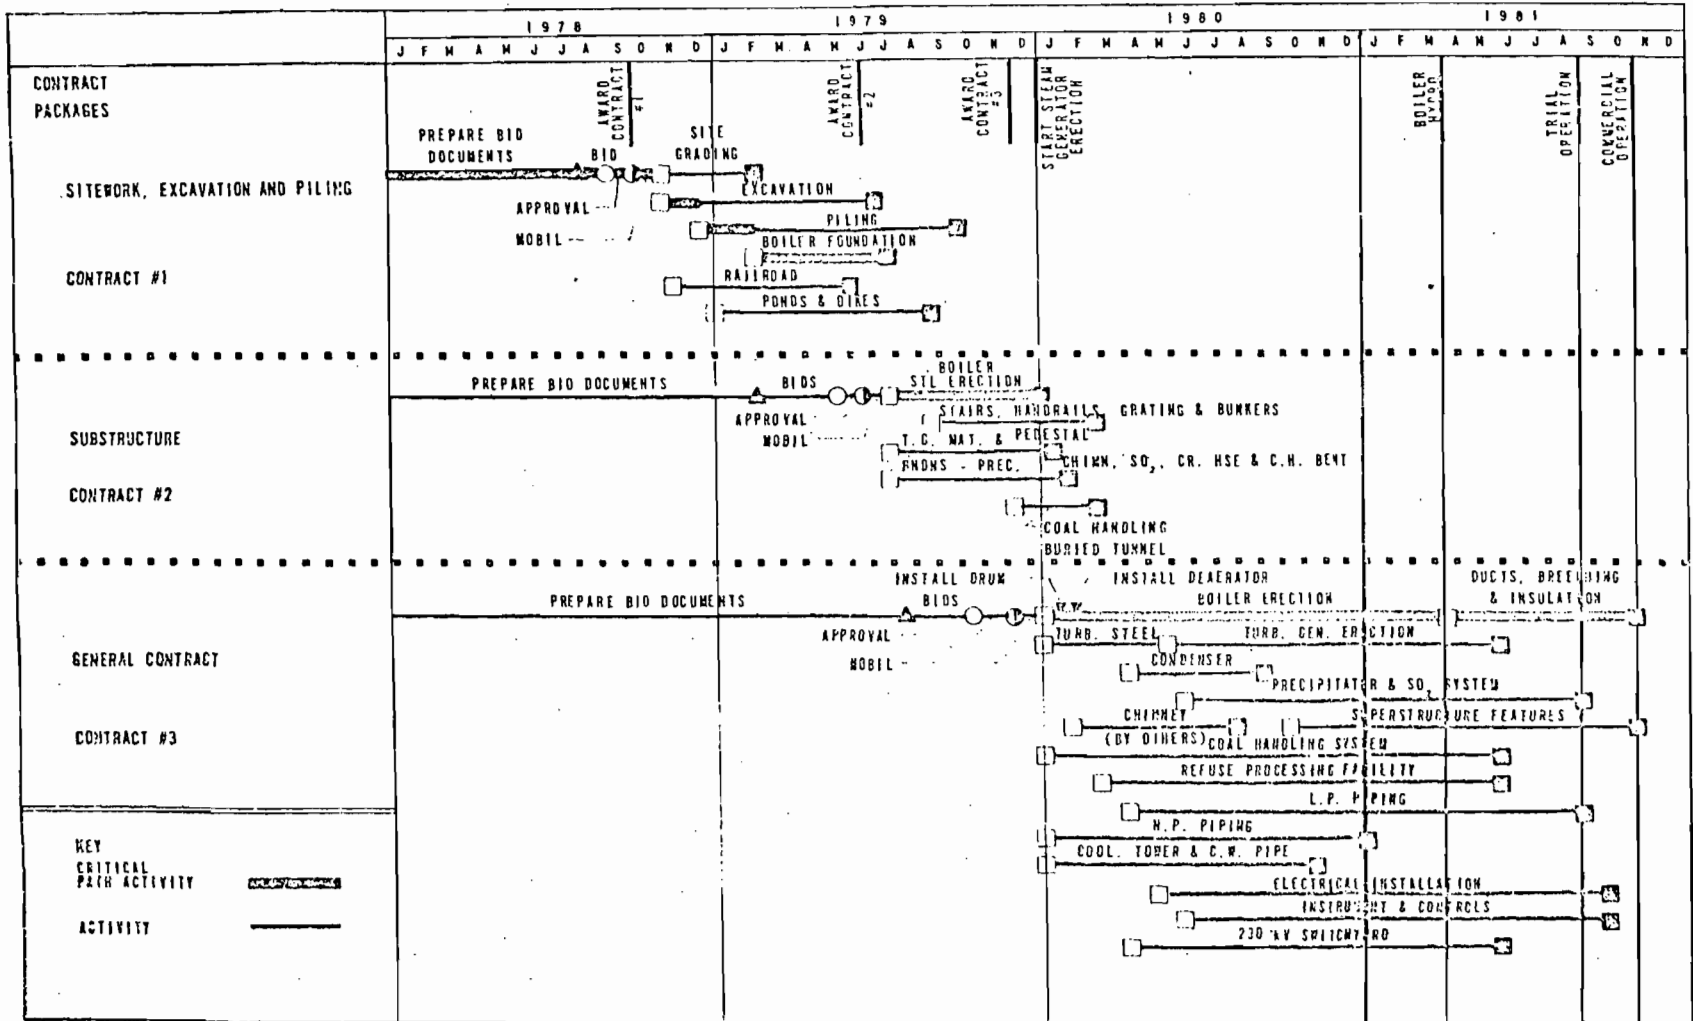 1978 1979 1980 1981
J F M A M J J A S O N D J F M A M J J A S O N D J F M A M J J A S O N D J F M A M J J A S O N D
CONTRACT
PACKAGES
AWARD
CONTRACT
#1
AWARD
CONTRACT
#2
AWARD
CONTRACT
#3
START STEAM
GENERATOR
ERECTION
BOILER
HYDRO
TRIAL
OPERATION
COMMERCIAL
OPERATION
PREPARE BID
DOCUMENTS
BID
SITE
GRADING
SITEWORK, EXCAVATION AND PILING
EXCAVATION
APPROVAL
PILING
MOBIL
BOILER FOUNDATION
CONTRACT #1
RAILROAD
PONDS & DIKES
PREPARE BID DOCUMENTS
BIDS
BOILER
STL ERECTION
APPROVAL
STAIRS, HANDRAILS, GRATING & BUNKERS
SUBSTRUCTURE
MOBIL
T.G. MAT. & PEDESTAL
FNDNS - PREC. CHIMN, SO2, CR. HSE & C.H. BENT
CONTRACT #2
COAL HANDLING
BURIED TUNNEL
INSTALL DRUM
INSTALL DEAERATOR
DUCTS, BREECHING
& INSULATION
PREPARE BID DOCUMENTS
BIDS
BOILER ERECTION
APPROVAL
TURB. STEEL
TURB. GEN. ERECTION
GENERAL CONTRACT
MOBIL
CONDENSER
PRECIPITATOR & SO2 SYSTEM
CONTRACT #3
CHIMNEY
(BY OTHERS)
SUPERSTRUCTURE FEATURES
COAL HANDLING SYSTEM
REFUSE PROCESSING FACILITY
L.P. PIPING
H.P. PIPING
COOL. TOWER & C.W. PIPE
KEY
CRITICAL
PATH ACTIVITY
ELECTRICAL INSTALLATION
INSTRUMENT & CONTROLS
ACTIVITY
230 KV SWITCHYARD